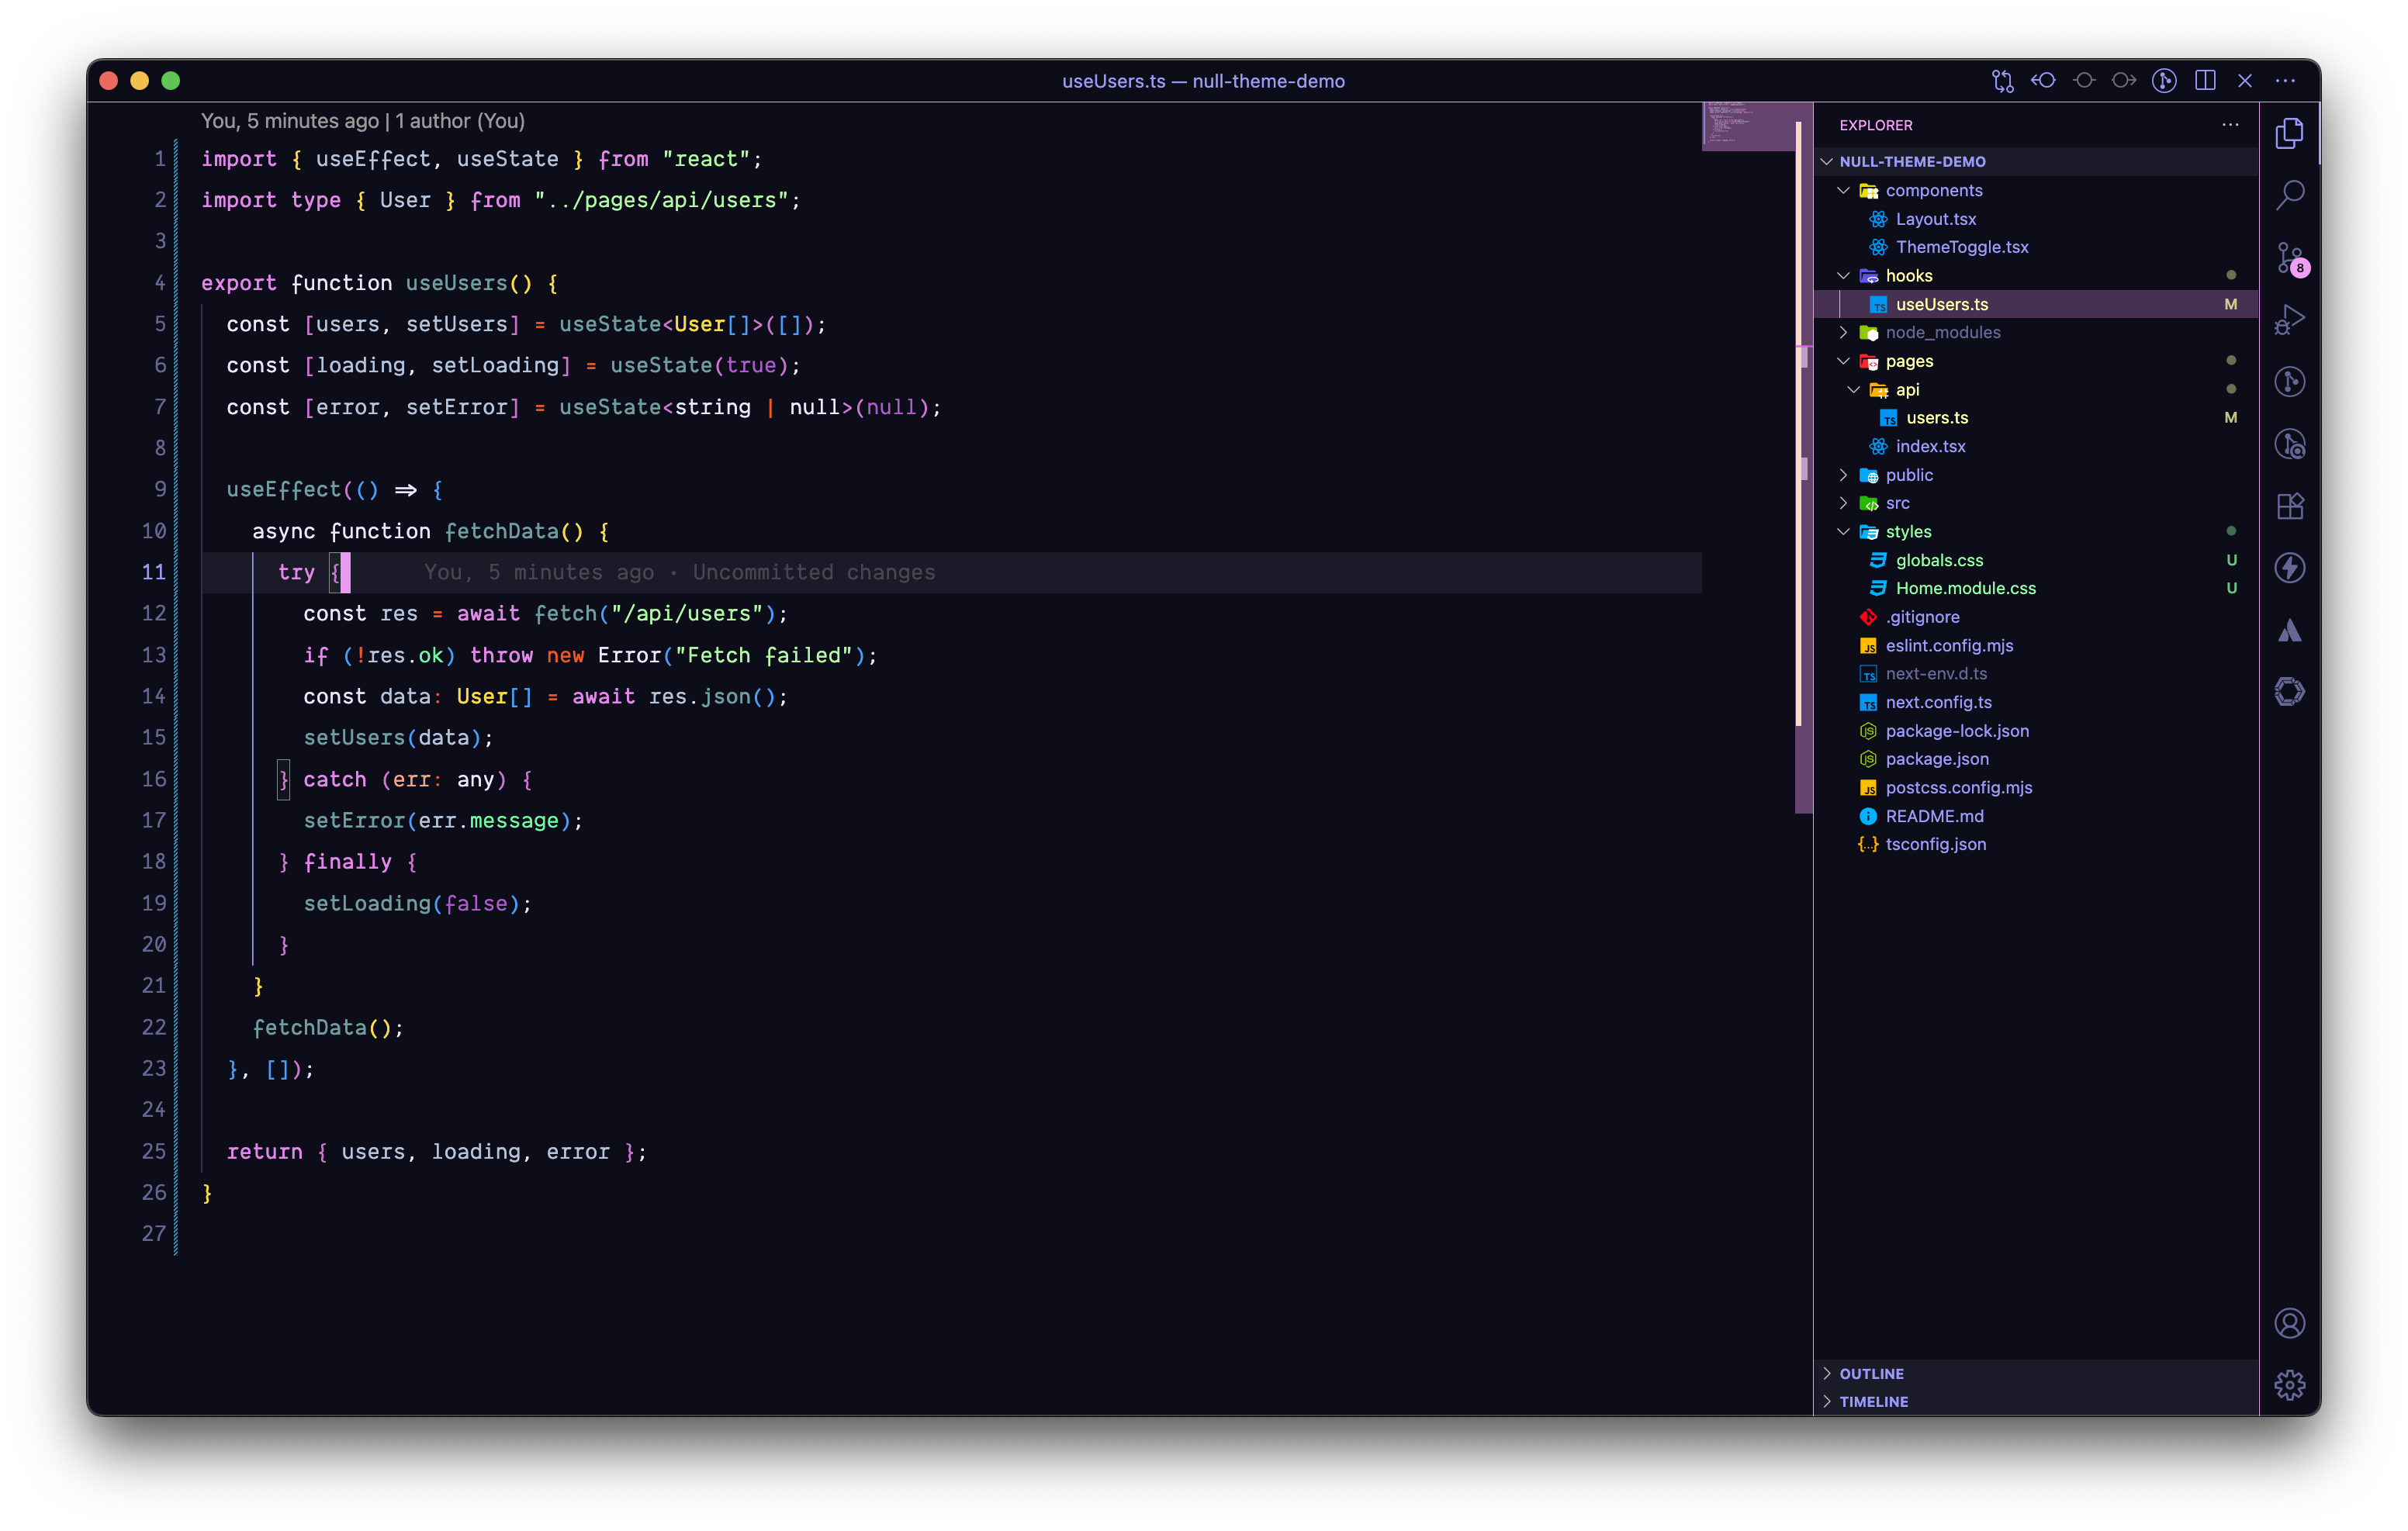 useUsers.ts — null-theme-demo
You, 5 minutes ago | 1 author (You)
1 import { useEffect, useState } from "react";
2 import type { User } from "../pages/api/users";
3
4 export function useUsers() {
5 const [users, setUsers] = useState<User[]>([]);
6 const [loading, setLoading] = useState(true);
7 const [error, setError] = useState<string | null>(null);
8
9 useEffect(() => {
10 async function fetchData() {
11 try { You, 5 minutes ago · Uncommitted changes
12 const res = await fetch("/api/users");
13 if (!res.ok) throw new Error("Fetch failed");
14 const data: User[] = await res.json();
15 setUsers(data);
16 } catch (err: any) {
17 setError(err.message);
18 } finally {
19 setLoading(false);
20 }
21 }
22 fetchData();
23 }, []);
24
25 return { users, loading, error };
26 }
27
EXPLORER
NULL-THEME-DEMO
components
Layout.tsx
ThemeToggle.tsx
hooks
TS useUsers.ts M
node_modules
pages
api
TS users.ts M
index.tsx
public
src
styles
globals.css U
Home.module.css U
.gitignore
JS eslint.config.mjs
TS next-env.d.ts
TS next.config.ts
JS package-lock.json
JS package.json
JS postcss.config.mjs
README.md
{...} tsconfig.json
OUTLINE
TIMELINE
8